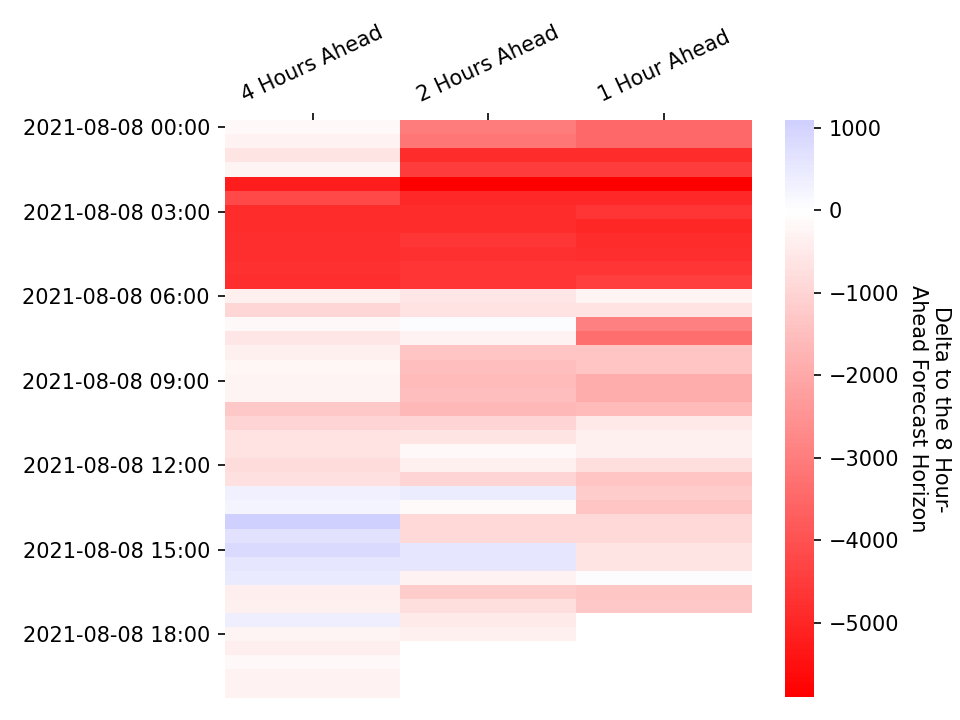 4 Hours Ahead
2 Hours Ahead
1 Hour Ahead
2021-08-08 00:00
2021-08-08 03:00
2021-08-08 06:00
2021-08-08 09:00
2021-08-08 12:00
2021-08-08 15:00
2021-08-08 18:00
1000
0
−1000
−2000
−3000
−4000
−5000
Delta to the 8 Hour-
Ahead Forecast Horizon